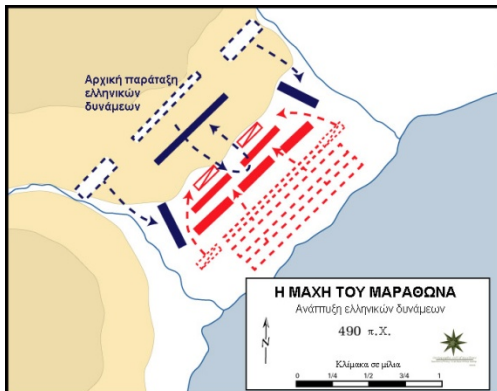 Αρχική παράταξη
ελληνικών
δυνάμεων
Η ΜΑΧΗ ΤΟΥ ΜΑΡΑΘΩΝΑ
Ανάπτυξη ελληνικών δυνάμεων
490 π.Χ.
N
Κλίμακα σε μίλια
0 1/4 1/2 3/4 1